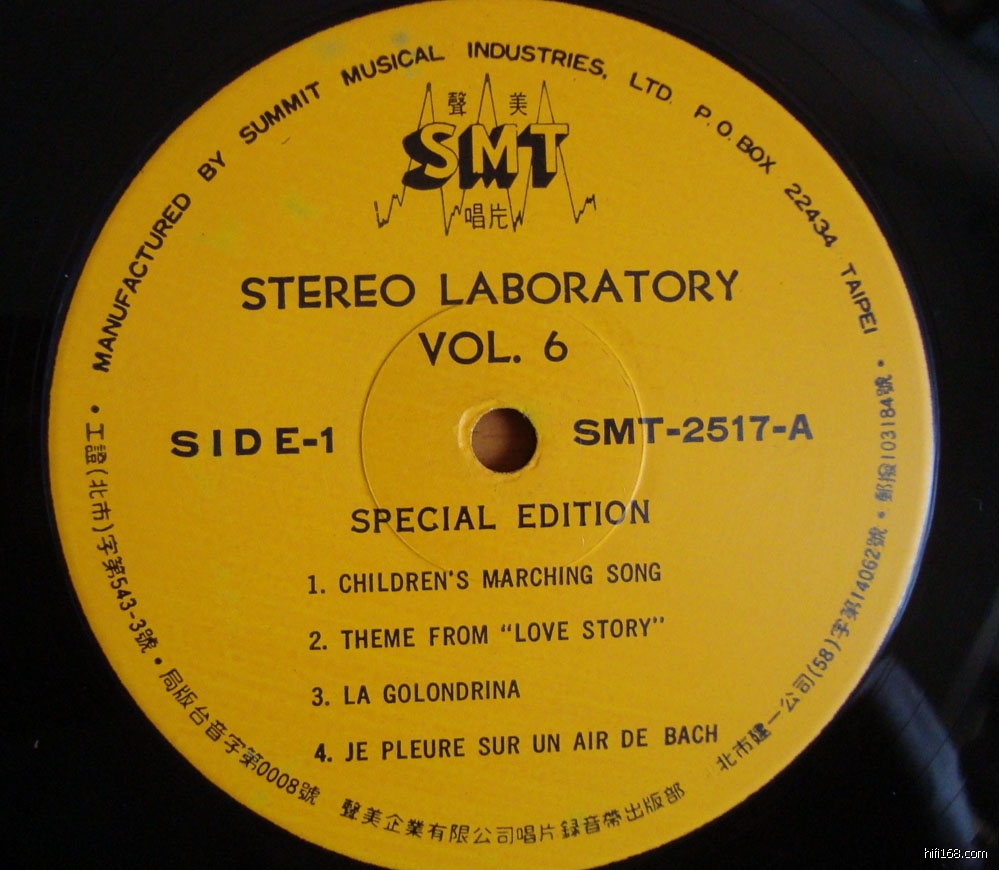 MANUFACTURED BY SUMMIT MUSICAL INDUSTRIES, LTD. P.O.BOX 22434 TAIPEI
聲美
SMT
唱片
STEREO LABORATORY
VOL. 6
SIDE-1
SMT-2517-A
SPECIAL EDITION
1. CHILDREN'S MARCHING SONG
2. THEME FROM "LOVE STORY"
3. LA GOLONDRINA
4. JE PLEURE SUR UN AIR DE BACH
• 工證(北市)字第543-3號 • 局版台音字第0008號
聲美企業有限公司唱片錄音帶出版部
北市建一公司(58)字第14062號 • 郵撥103184號 •
hifi168.com